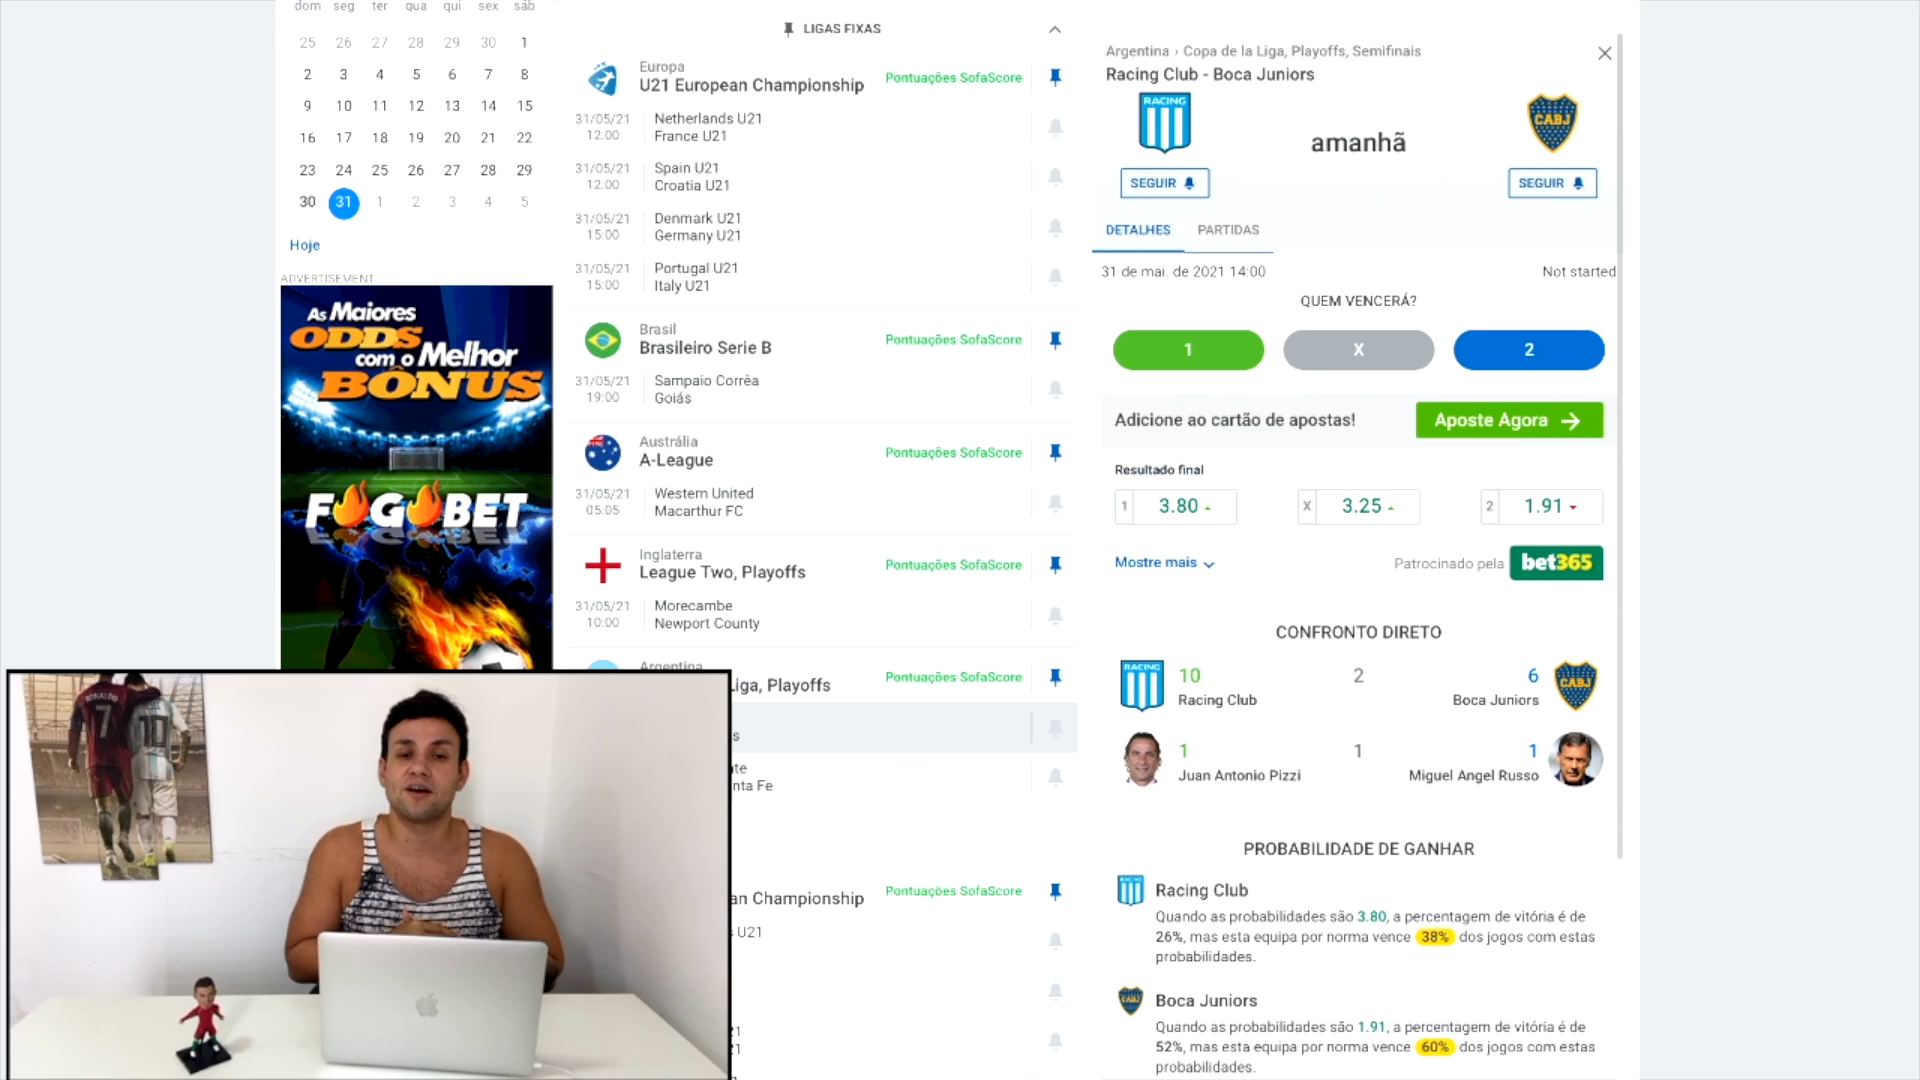 dom seg ter qua qui sex sáb
25 26 27 28 29 30 1
2 3 4 5 6 7 8
9 10 11 12 13 14 15
16 17 18 19 20 21 22
23 24 25 26 27 28 29
30 31 1 2 3 4 5
Hoje
ADVERTISEMENT
As Maiores
ODDS
com o Melhor
BÔNUS
FOGOBET
RONALDO
7
10
LIGAS FIXAS
Europa
U21 European Championship
Pontuações SofaScore
31/05/21
12:00
Netherlands U21
France U21
31/05/21
12:00
Spain U21
Croatia U21
31/05/21
15:00
Denmark U21
Germany U21
31/05/21
15:00
Portugal U21
Italy U21
Brasil
Brasileiro Serie B
Pontuações SofaScore
31/05/21
19:00
Sampaio Corrêa
Goiás
Austrália
A-League
Pontuações SofaScore
31/05/21
05:05
Western United
Macarthur FC
Inglaterra
League Two, Playoffs
Pontuações SofaScore
31/05/21
10:00
Morecambe
Newport County
Argentina
Liga, Playoffs
Pontuações SofaScore
s
te
nta Fe
an Championship
Pontuações SofaScore
U21
21
21
Argentina › Copa de la Liga, Playoffs, Semifinais
Racing Club - Boca Juniors
RACING
amanhã
CABJ
SEGUIR
SEGUIR
DETALHES PARTIDAS
31 de mai. de 2021 14:00
Not started
QUEM VENCERÁ?
1 X 2
Adicione ao cartão de apostas!
Aposte Agora
Resultado final
1 3.80 X 3.25 2 1.91
Mostre mais
Patrocinado pela bet365
CONFRONTO DIRETO
RACING
10 2 6
CABJ
Racing Club
Boca Juniors
1 1 1
Juan Antonio Pizzi
Miguel Angel Russo
PROBABILIDADE DE GANHAR
Racing Club
Quando as probabilidades são 3.80, a percentagem de vitória é de
26%, mas esta equipa por norma vence 38% dos jogos com estas
probabilidades.
CABJ
Boca Juniors
Quando as probabilidades são 1.91, a percentagem de vitória é de
52%, mas esta equipa por norma vence 60% dos jogos com estas
probabilidades.